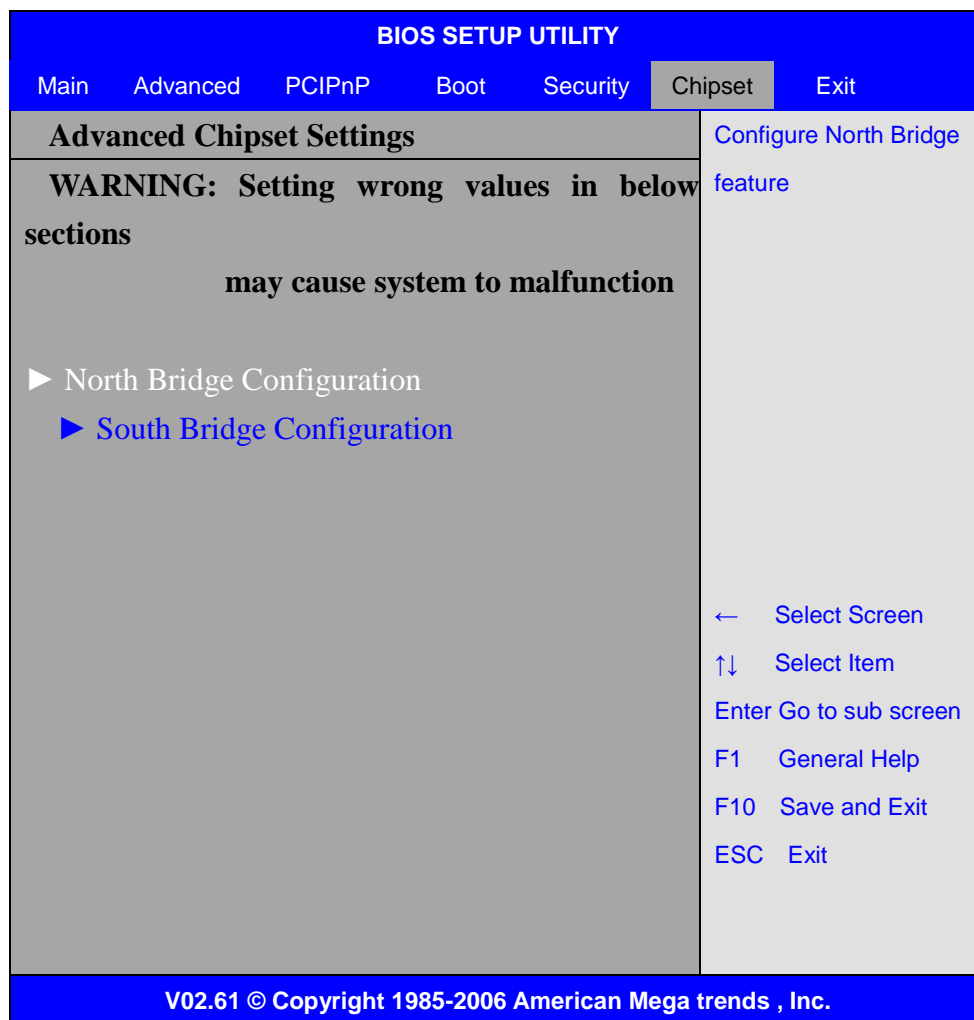 BIOS SETUP UTILITY
Main Advanced PCIPnP Boot Security Chipset Exit
Advanced Chipset Settings
WARNING: Setting wrong values in below
sections
may cause system to malfunction
► North Bridge Configuration
► South Bridge Configuration
Configure North Bridge
feature
← Select Screen
↑↓ Select Item
Enter Go to sub screen
F1 General Help
F10 Save and Exit
ESC Exit
V02.61 © Copyright 1985-2006 American Mega trends , Inc.